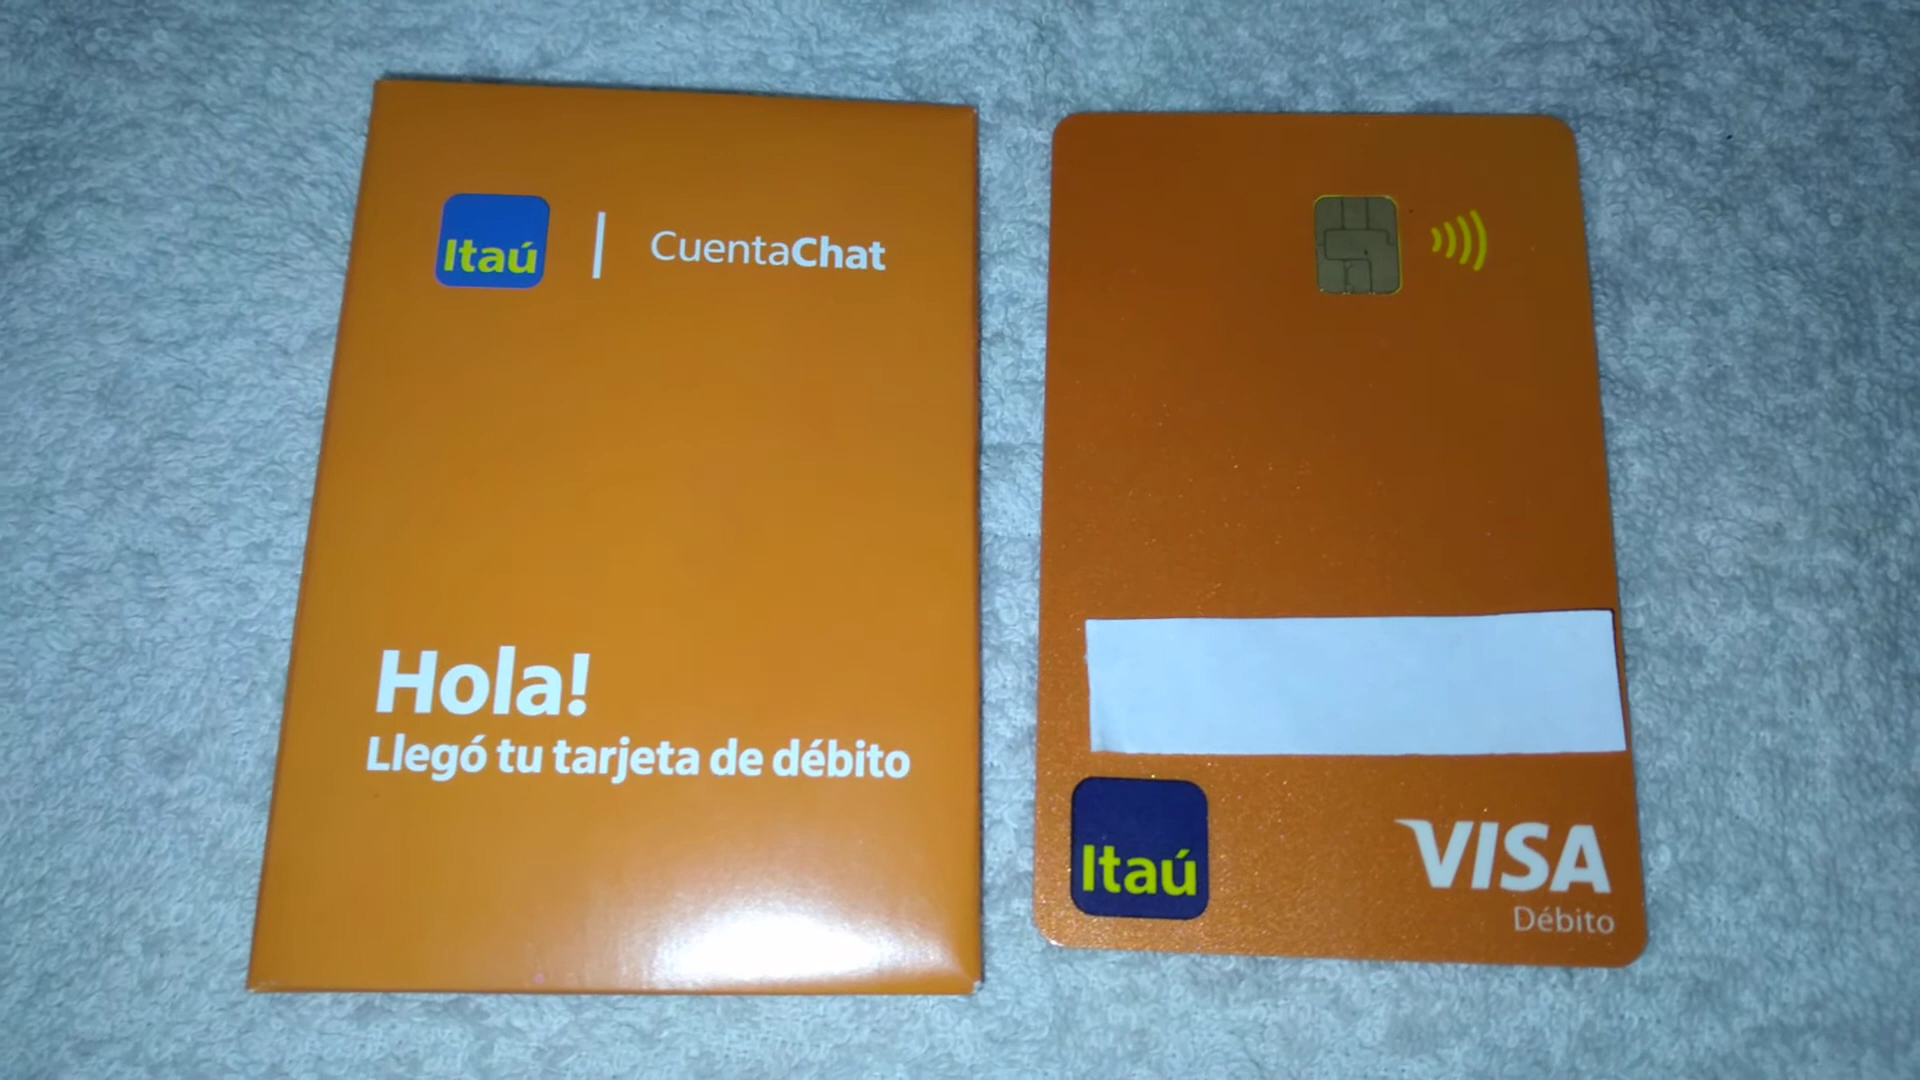 Itaú | CuentaChat
Hola!
Llegó tu tarjeta de débito
Itaú
VISA
Débito